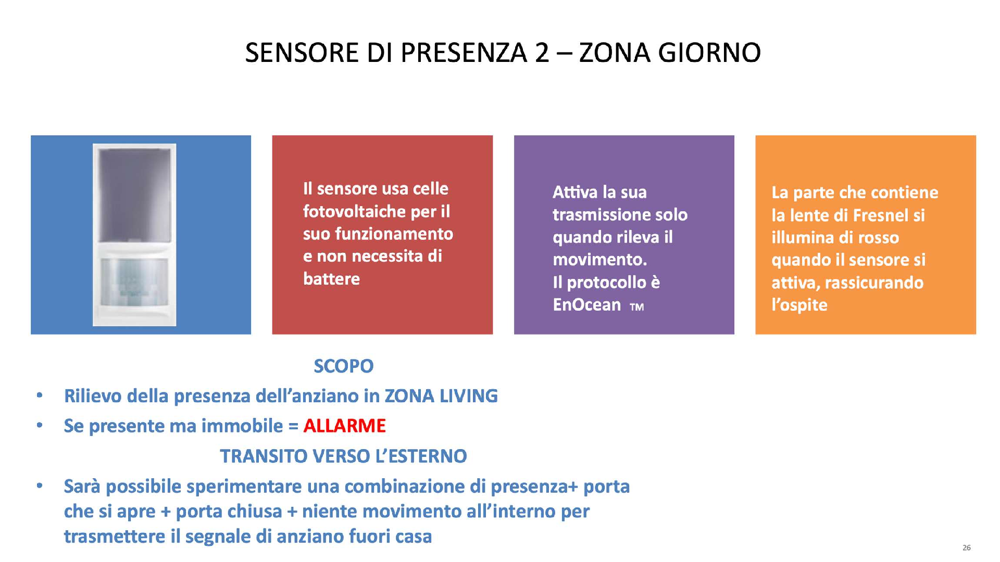 SENSORE DI PRESENZA 2 – ZONA GIORNO
Il sensore usa celle
fotovoltaiche per il
suo funzionamento
e non necessita di
battere
Attiva la sua
trasmissione solo
quando rileva il
movimento.
Il protocollo è
EnOcean ™
La parte che contiene
la lente di Fresnel si
illumina di rosso
quando il sensore si
attiva, rassicurando
l’ospite
SCOPO
• Rilievo della presenza dell’anziano in ZONA LIVING
• Se presente ma immobile = ALLARME
TRANSITO VERSO L’ESTERNO
• Sarà possibile sperimentare una combinazione di presenza+ porta
che si apre + porta chiusa + niente movimento all’interno per
trasmettere il segnale di anziano fuori casa
26